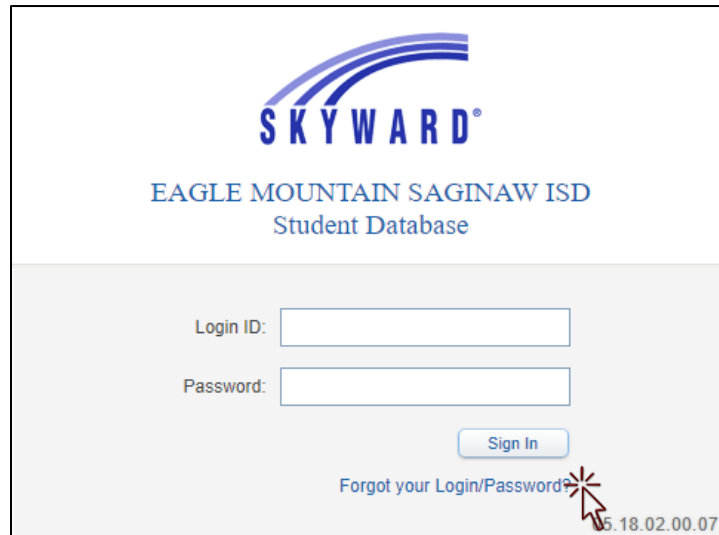 SKYWARD®
EAGLE MOUNTAIN SAGINAW ISD
Student Database
Login ID:
Password:
Sign In
Forgot your Login/Password?
05.18.02.00.07